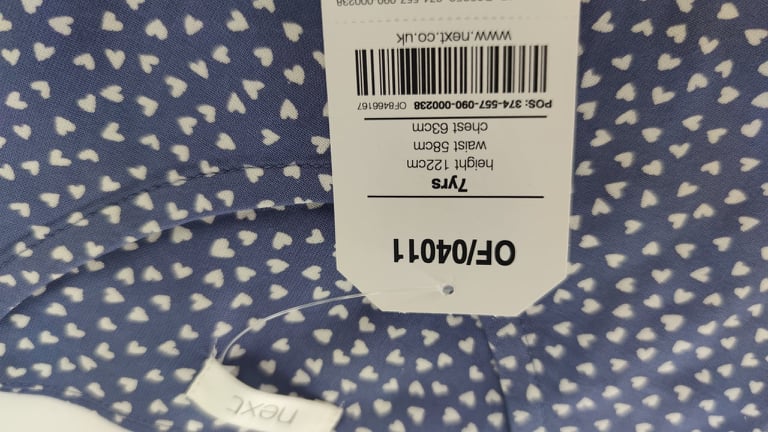 OF/04011
7yrs
height 122cm
waist 58cm
chest 63cm
POS: 374-557-090-000238
OF8466167
www.next.co.uk
next